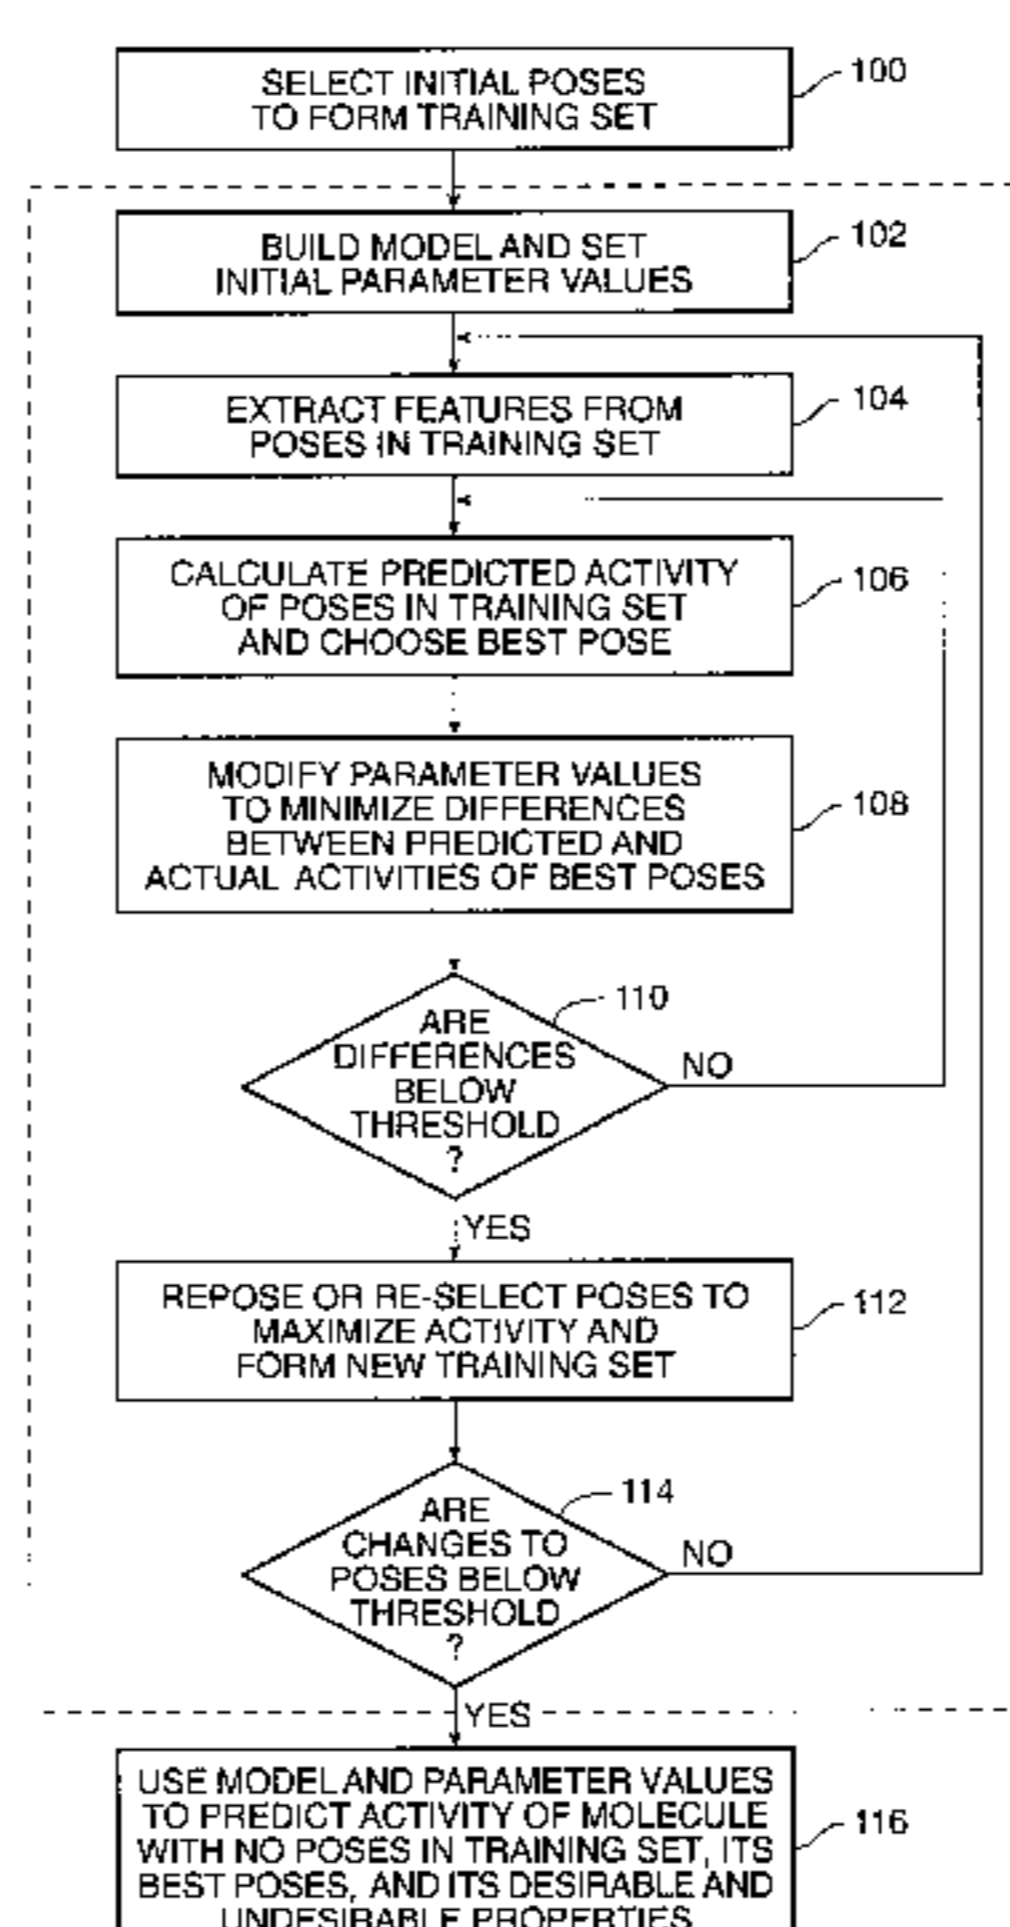 SELECT INITIAL POSES
TO FORM TRAINING SET
100
BUILD MODEL AND SET
INITIAL PARAMETER VALUES
102
EXTRACT FEATURES FROM
POSES IN TRAINING SET
104
CALCULATE PREDICTED ACTIVITY
OF POSES IN TRAINING SET
AND CHOOSE BEST POSE
106
MODIFY PARAMETER VALUES
TO MINIMIZE DIFFERENCES
BETWEEN PREDICTED AND
ACTUAL ACTIVITIES OF BEST POSES
108
110
ARE
DIFFERENCES
BELOW
THRESHOLD
?
NO
YES
REPOSE OR RE-SELECT POSES TO
MAXIMIZE ACTIVITY AND
FORM NEW TRAINING SET
112
114
ARE
CHANGES TO
POSES BELOW
THRESHOLD
?
NO
YES
USE MODEL AND PARAMETER VALUES
TO PREDICT ACTIVITY OF MOLECULE
WITH NO POSES IN TRAINING SET, ITS
BEST POSES, AND ITS DESIRABLE AND
UNDESIRABLE PROPERTIES
116